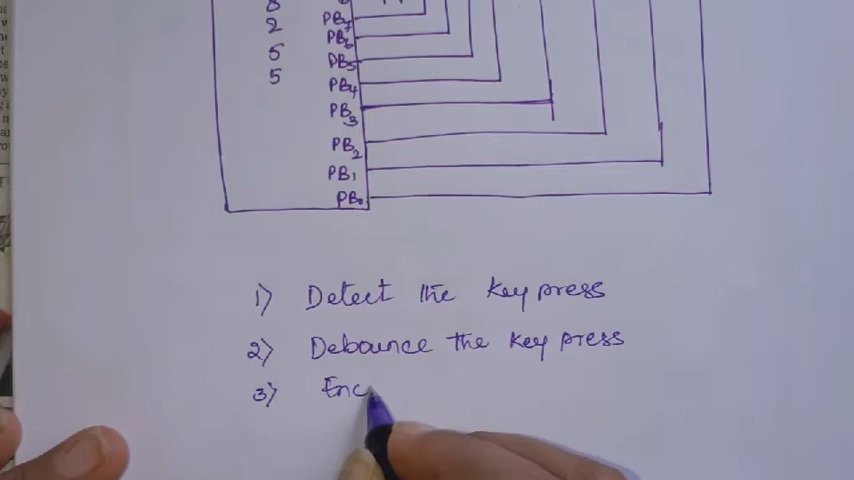 8
2
5
5
PB7
PB6
PB5
PB4
PB3
PB2
PB1
PB0
1) Detect the key press
2) Debounce the key press
3) Enc